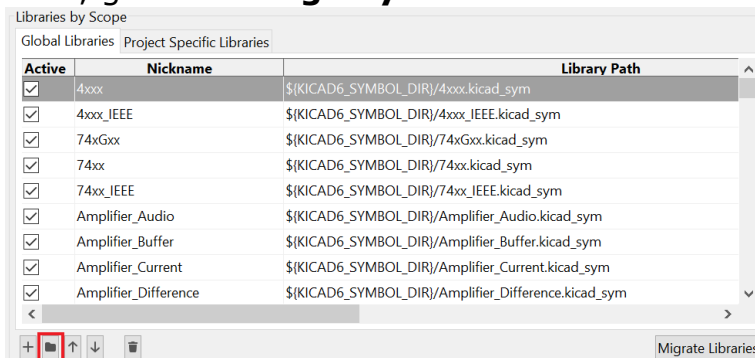 Libraries by Scope
Global Libraries Project Specific Libraries
Active Nickname Library Path
4xxx ${KICAD6_SYMBOL_DIR}/4xxx.kicad_sym
4xxx_IEEE ${KICAD6_SYMBOL_DIR}/4xxx_IEEE.kicad_sym
74xGxx ${KICAD6_SYMBOL_DIR}/74xGxx.kicad_sym
74xx ${KICAD6_SYMBOL_DIR}/74xx.kicad_sym
74xx_IEEE ${KICAD6_SYMBOL_DIR}/74xx_IEEE.kicad_sym
Amplifier_Audio ${KICAD6_SYMBOL_DIR}/Amplifier_Audio.kicad_sym
Amplifier_Buffer ${KICAD6_SYMBOL_DIR}/Amplifier_Buffer.kicad_sym
Amplifier_Current ${KICAD6_SYMBOL_DIR}/Amplifier_Current.kicad_sym
Amplifier_Difference ${KICAD6_SYMBOL_DIR}/Amplifier_Difference.kicad_sym
Migrate Libraries